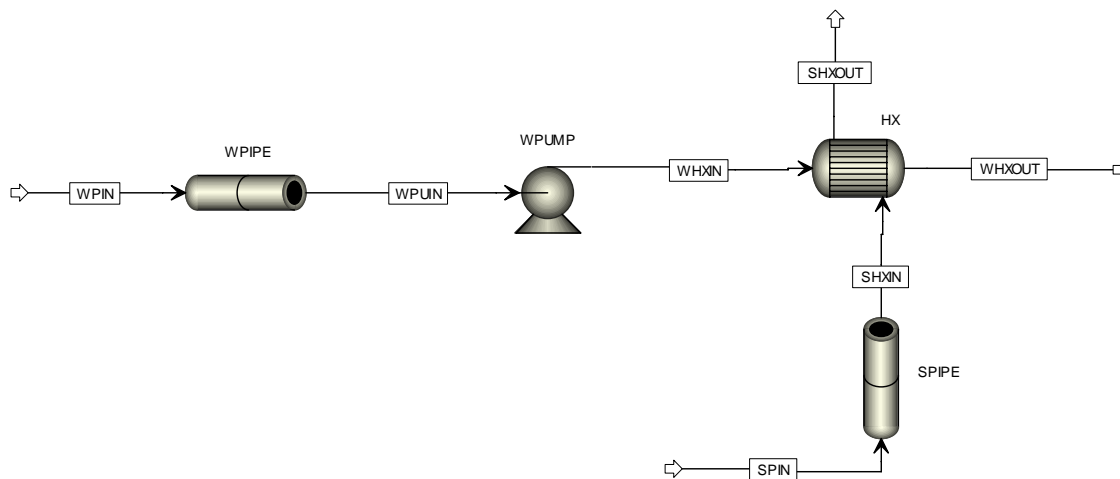 SHXOUT
HX
WPUMP
WPIPE
WHXIN
WHXOUT
WPIN
WPUIN
SHXIN
SPIPE
SPIN